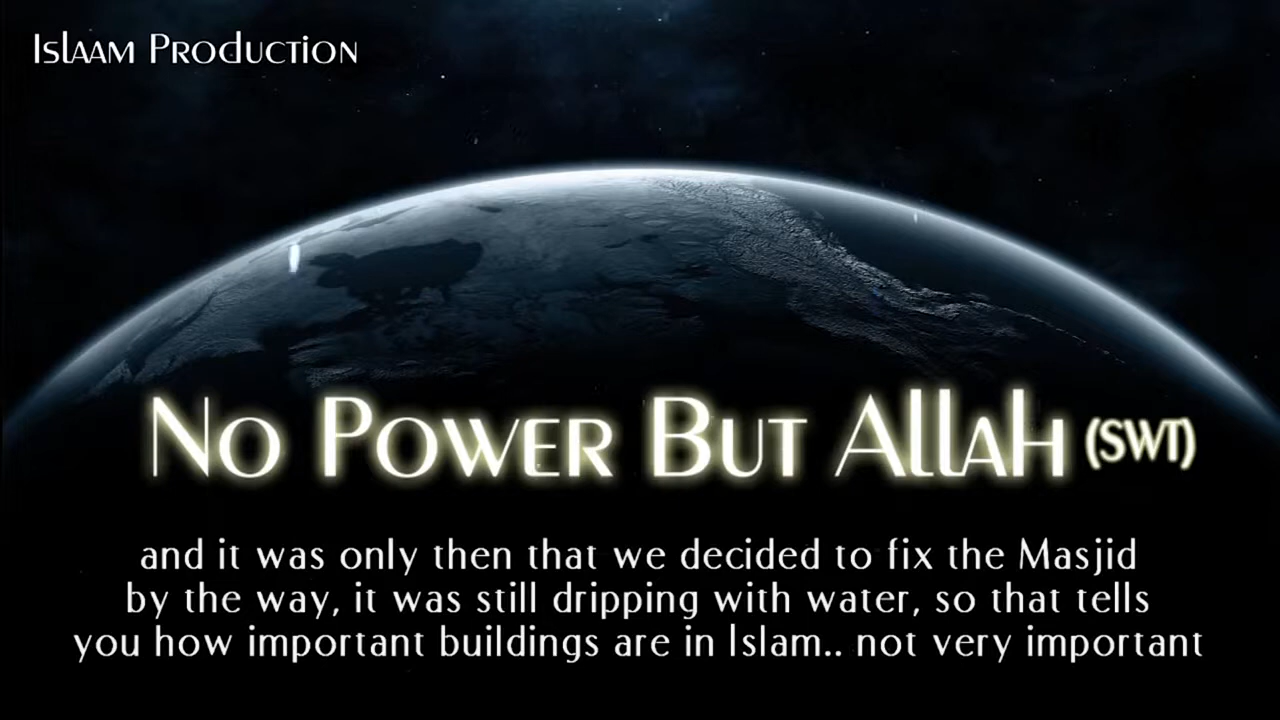 Islaam Production
No Power But Allah (SWT)
and it was only then that we decided to fix the Masjid
by the way, it was still dripping with water, so that tells
you how important buildings are in Islam.. not very important